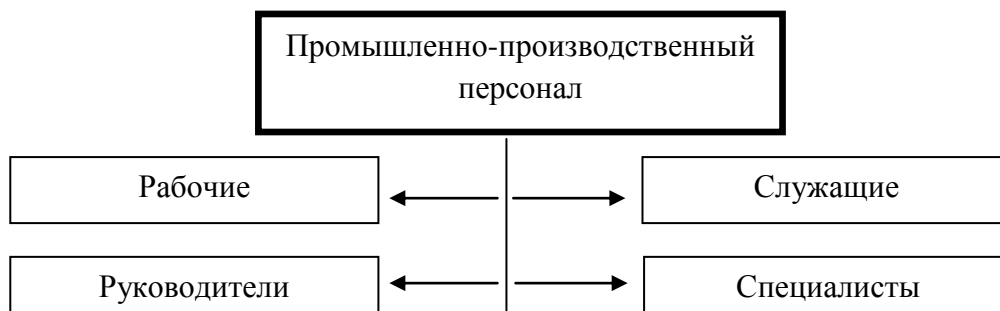 Промышленно-производственный
персонал
Рабочие
Служащие
Руководители
Специалисты